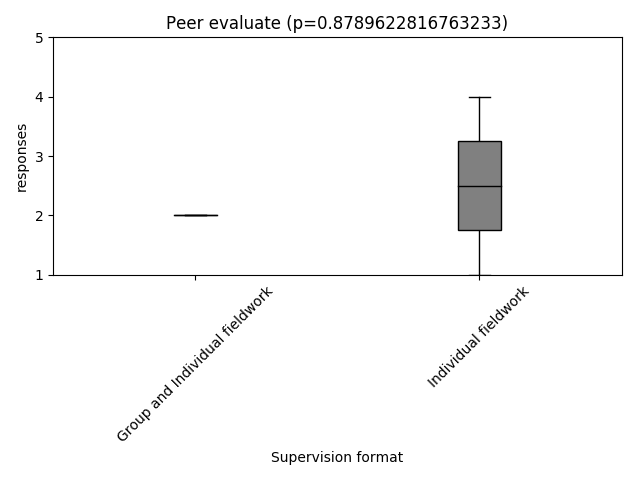 Peer evaluate (p=0.8789622816763233)
5
4
3
2
1
responses
Group and Individual fieldwork
Individual fieldwork
Supervision format